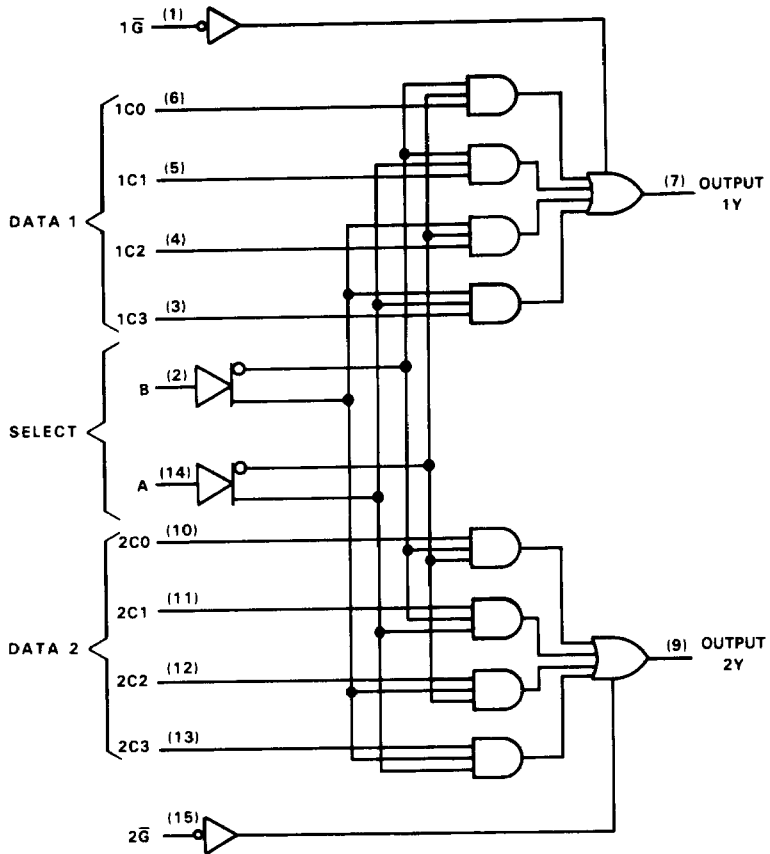 1G̅ (1)
1C0 (6)
1C1 (5)
DATA 1
1C2 (4)
1C3 (3)
(7) OUTPUT
1Y
B (2)
SELECT
A (14)
2C0 (10)
2C1 (11)
DATA 2
2C2 (12)
2C3 (13)
(9) OUTPUT
2Y
2G̅ (15)